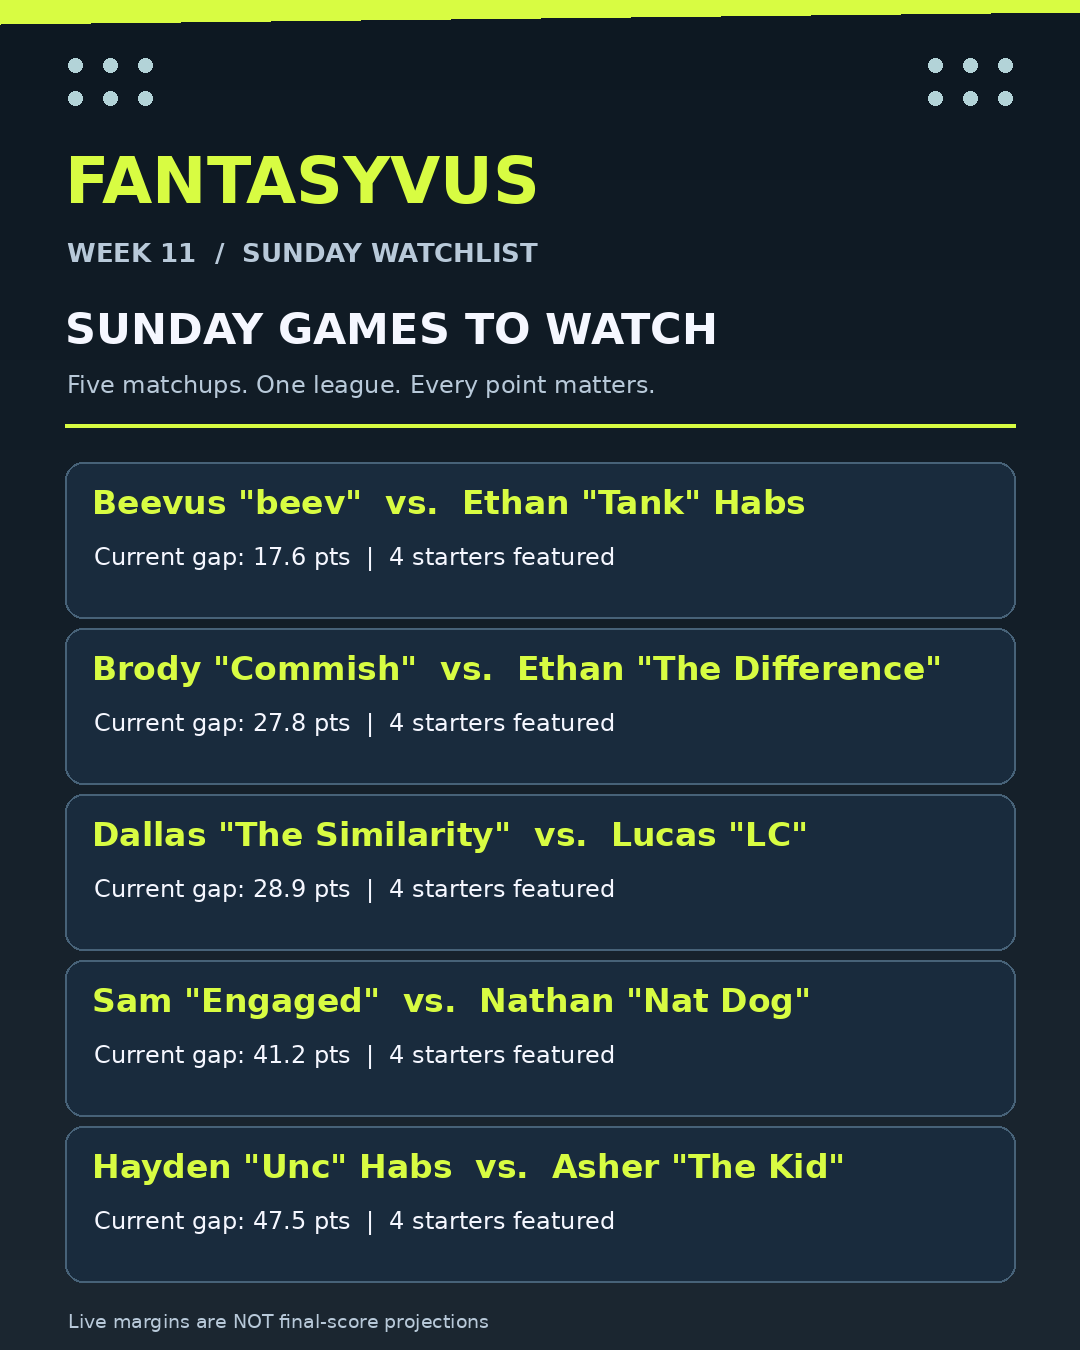 FANTASYVUS
WEEK 11 / SUNDAY WATCHLIST
SUNDAY GAMES TO WATCH
Five matchups. One league. Every point matters.
Beevus "beev" vs. Ethan "Tank" Habs
Current gap: 17.6 pts | 4 starters featured
Brody "Commish" vs. Ethan "The Difference"
Current gap: 27.8 pts | 4 starters featured
Dallas "The Similarity" vs. Lucas "LC"
Current gap: 28.9 pts | 4 starters featured
Sam "Engaged" vs. Nathan "Nat Dog"
Current gap: 41.2 pts | 4 starters featured
Hayden "Unc" Habs vs. Asher "The Kid"
Current gap: 47.5 pts | 4 starters featured
Live margins are NOT final-score projections